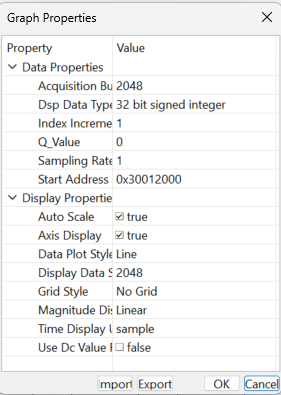 Graph Properties
Property Value
Data Properties
Acquisition Bu 2048
Dsp Data Type 32 bit signed integer
Index Increme 1
Q_Value 0
Sampling Rate 1
Start Address 0x30012000
Display Propertie
Auto Scale true
Axis Display true
Data Plot Style Line
Display Data S 2048
Grid Style No Grid
Magnitude Dis Linear
Time Display U sample
Use Dc Value F false
Import Export OK Cancel